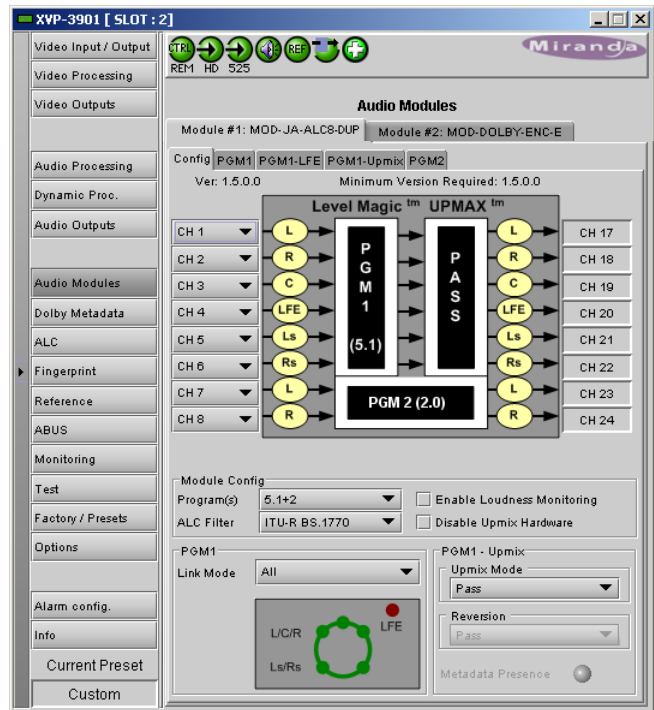 XVP-3901 [ SLOT : 2]
Video Input / Output
Video Processing
Video Outputs
Audio Processing
Dynamic Proc.
Audio Outputs
Audio Modules
Dolby Metadata
ALC
Fingerprint
Reference
ABUS
Monitoring
Test
Factory / Presets
Options
Alarm config.
Info
Current Preset
Custom
CTRL REF
REM HD 525
Miranda
Audio Modules
Module #1: MOD-JA-ALC8-DUP Module #2: MOD-DOLBY-ENC-E
Config PGM1 PGM1-LFE PGM1-Upmix PGM2
Ver: 1.5.0.0 Minimum Version Required: 1.5.0.0
Level Magic tm UPMAX tm
CH 1 L L CH 17
CH 2 R R CH 18
CH 3 C C CH 19
CH 4 LFE LFE CH 20
CH 5 Ls Ls CH 21
CH 6 Rs Rs CH 22
CH 7 L L CH 23
CH 8 R R CH 24
PGM1 (5.1)
PASS
PGM 2 (2.0)
Module Config
Program(s) 5.1+2 Enable Loudness Monitoring
ALC Filter ITU-R BS.1770 Disable Upmix Hardware
PGM1
Link Mode All
L/C/R LFE
Ls/Rs
PGM1 - Upmix
Upmix Mode
Pass
Reversion
Pass
Metadata Presence